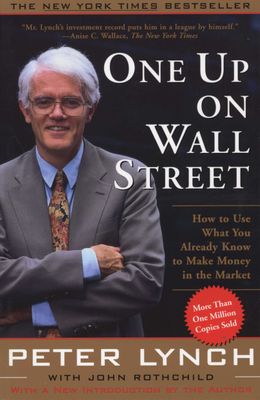 THE NEW YORK TIMES BESTSELLER
"Mr. Lynch's investment record puts him in a league by himself."
—Anise C. Wallace, The New York Times
ONE UP
ON
WALL
STREET
How to Use
What You
Already Know
to Make Money
in the Market
More Than
One Million
Copies Sold
PETER LYNCH
WITH JOHN ROTHCHILD
WITH A NEW INTRODUCTION BY THE AUTHOR